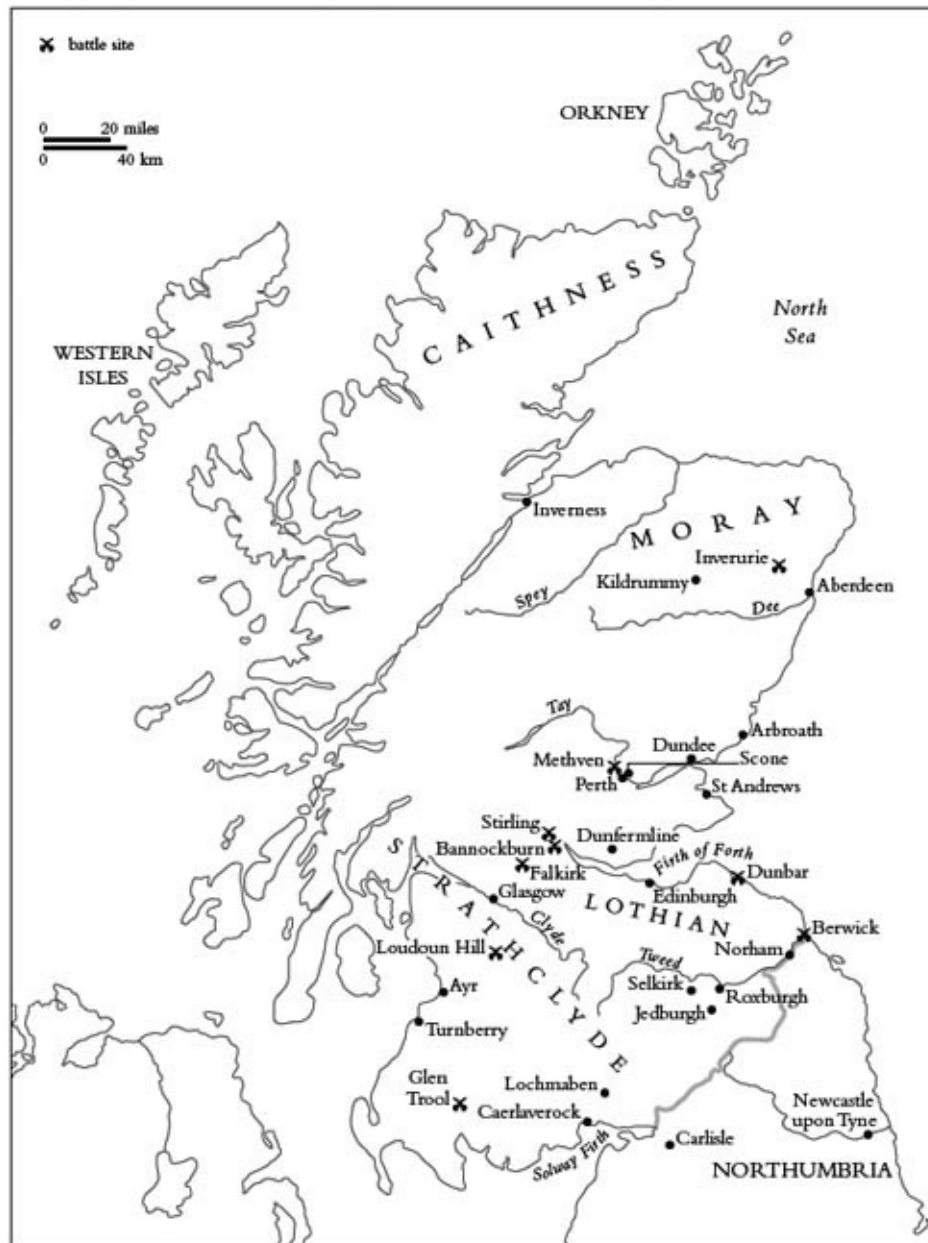 battle site
0 20 miles
0 40 km
ORKNEY
CAITHNESS
North
Sea
WESTERN
ISLES
Inverness
MORAY
Inverurie
Kildrummy
Spey
Aberdeen
Dee
Tay
Arbroath
Dundee
Scone
Methven
Perth
St Andrews
Stirling
Dunfermline
Bannockburn
Firth of Forth
Falkirk
Dunbar
Edinburgh
Glasgow
LOTHIAN
STRATHCLYDE
Clyde
Berwick
Loudoun Hill
Norham
Tweed
Selkirk
Roxburgh
Ayr
Jedburgh
Turnberry
Glen
Trool
Lochmaben
Caerlaverock
Newcastle
upon Tyne
Carlisle
Solway Firth
NORTHUMBRIA